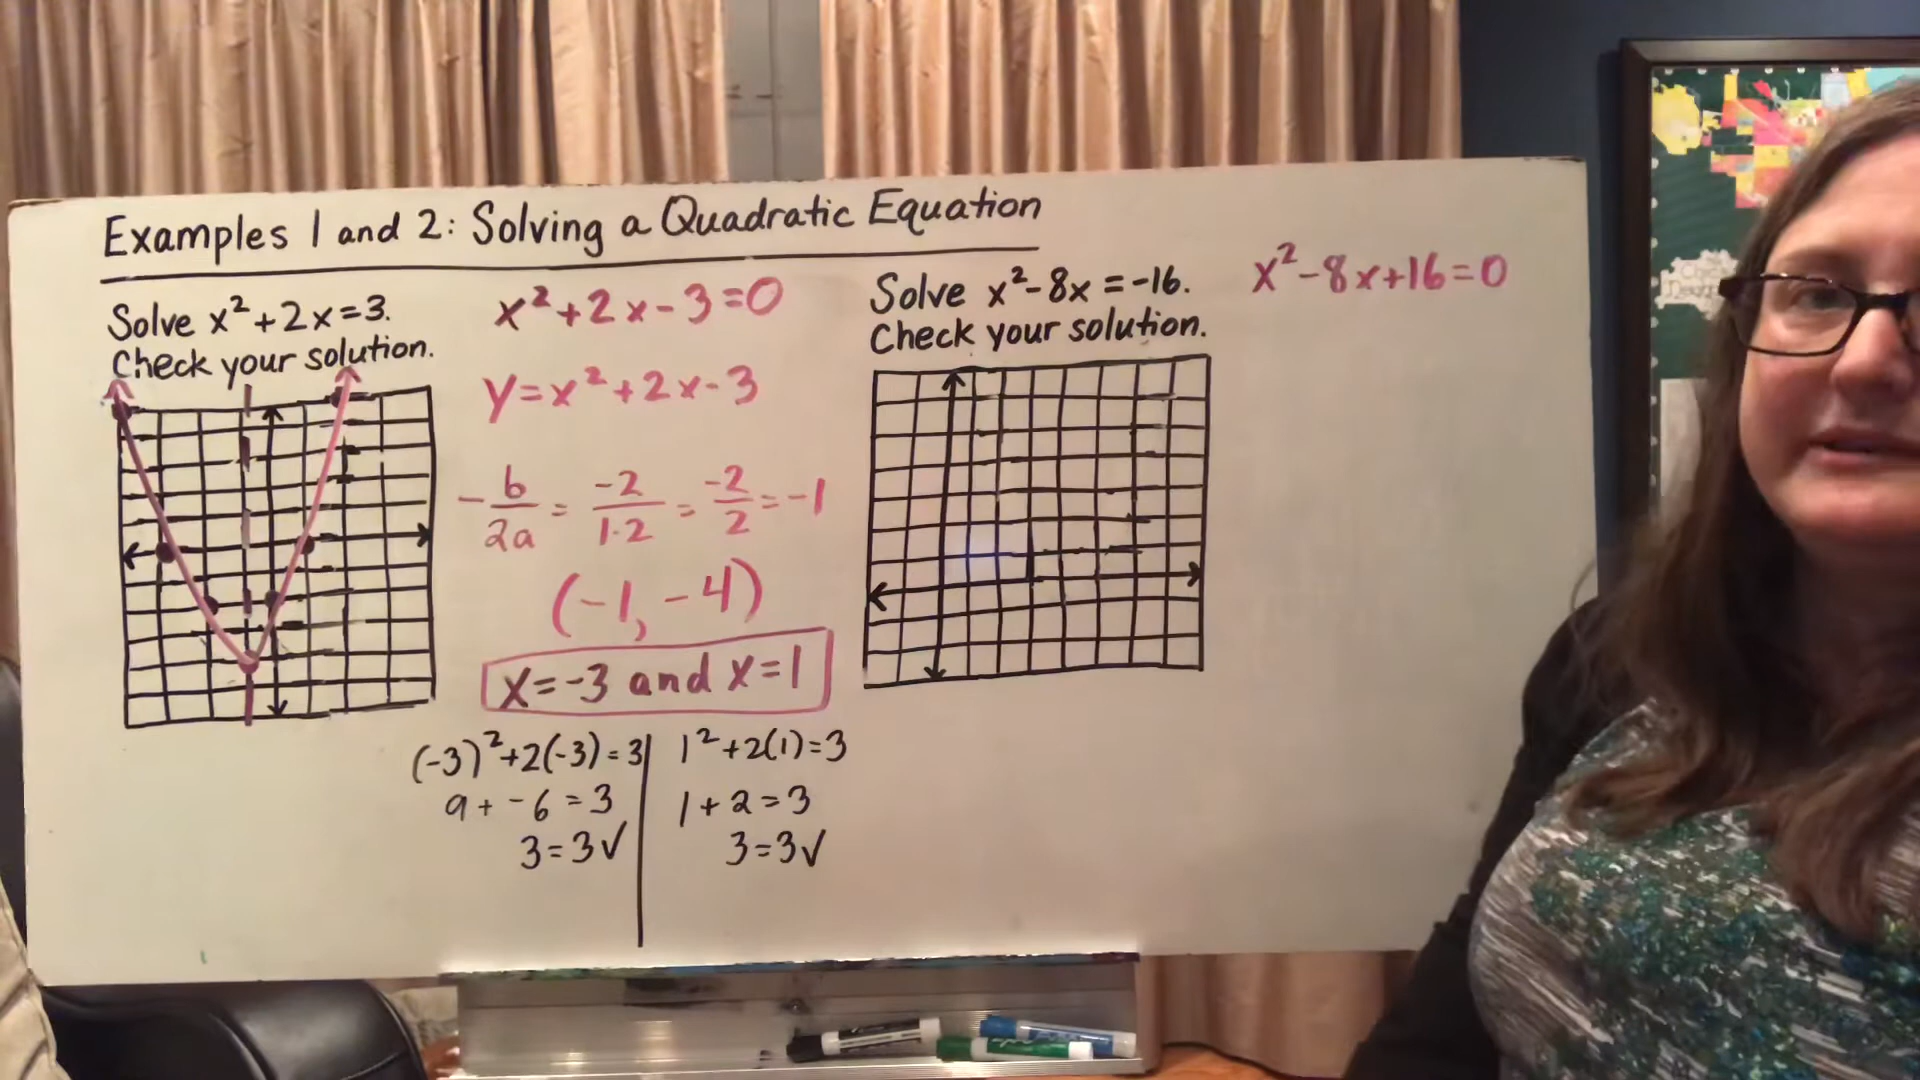 Examples 1 and 2: Solving a Quadratic Equation
Solve x²+2x=3.
Check your solution.
x²+2x-3=0
y=x²+2x-3
-b/2a = -2/1·2 = -2/2 = -1
(-1, -4)
x=-3 and x=1
(-3)²+2(-3)=3
9+-6=3
3=3✓
1²+2(1)=3
1+2=3
3=3✓
Solve x²-8x=-16.
Check your solution.
x²-8x+16=0